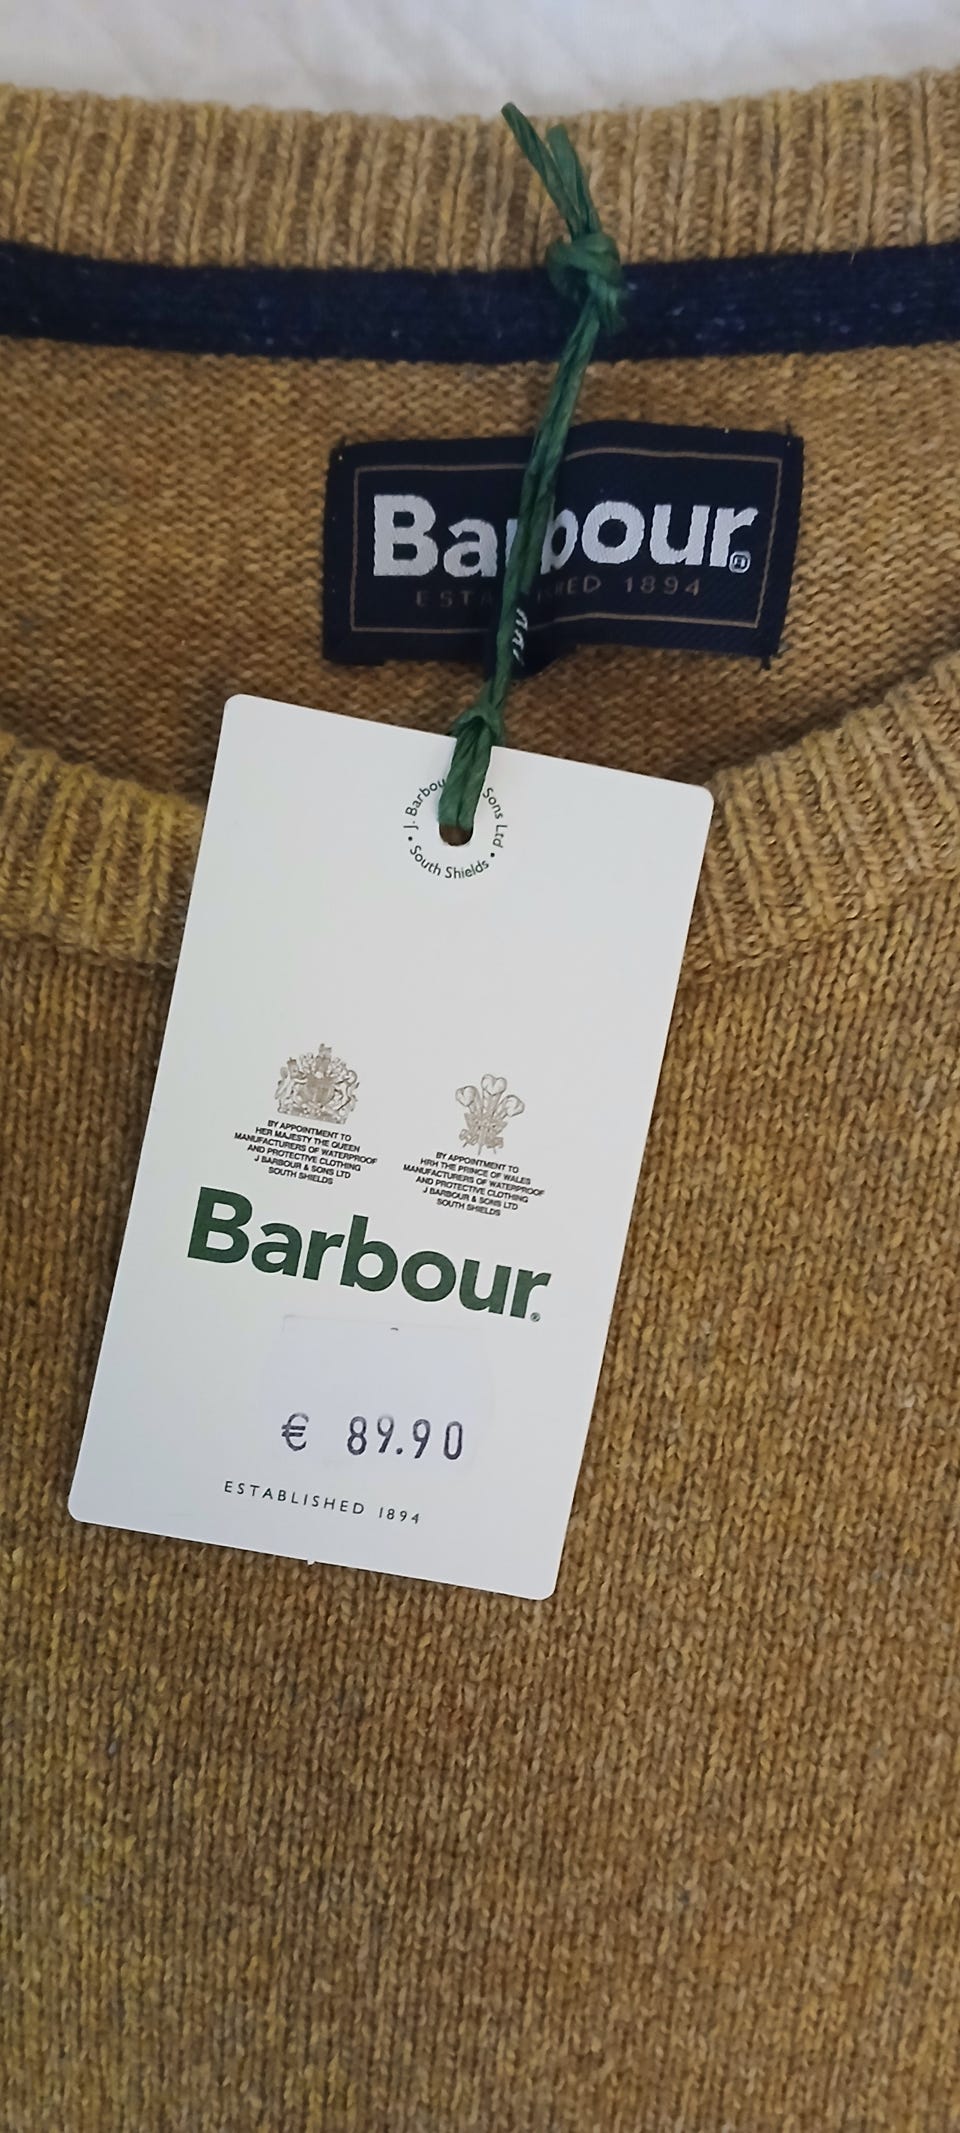 Barbour
1894
J. Barbour Sons Ltd
South Shields
BY APPOINTMENT TO
HER MAJESTY THE QUEEN
MANUFACTURERS OF WATERPROOF
AND PROTECTIVE CLOTHING
J BARBOUR & SONS LTD
SOUTH SHIELDS
BY APPOINTMENT TO
HRH THE PRINCE OF WALES
MANUFACTURERS OF WATERPROOF
AND PROTECTIVE CLOTHING
J BARBOUR & SONS LTD
SOUTH SHIELDS
Barbour®
€ 89.90
ESTABLISHED 1894